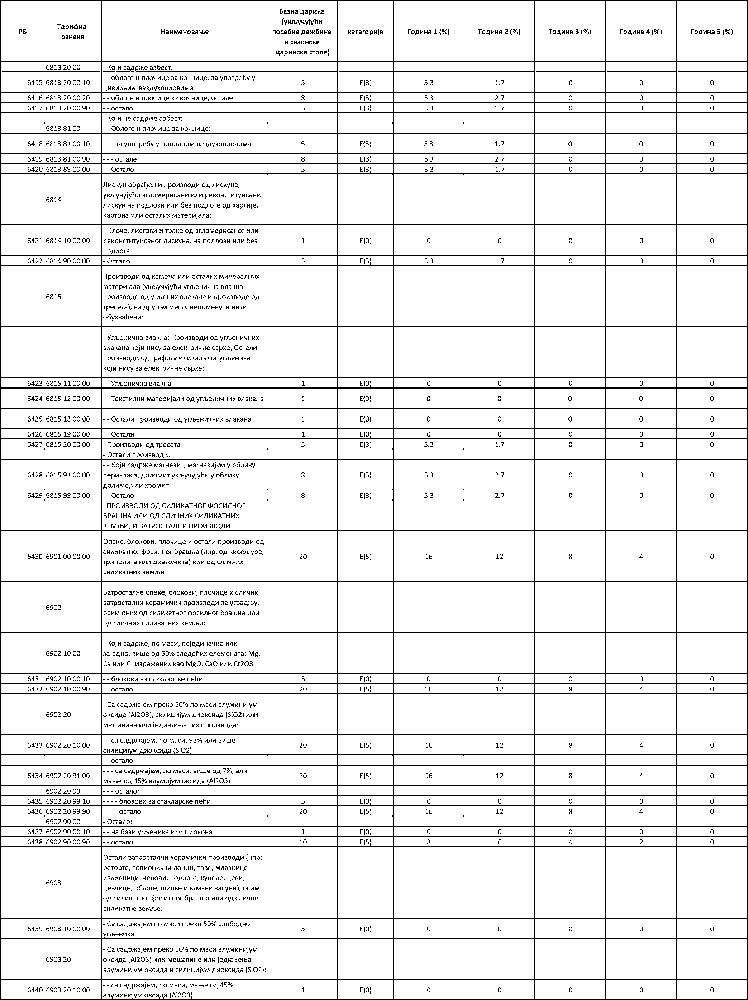 РБ Тарифна ознака Наименовање Базна царина (укључујући посебне дажбине и сезонске царинске стопе) категорија Година 1 (%) Година 2 (%) Година 3 (%) Година 4 (%) Година 5 (%)
6813 20 00 - Који садрже азбест:
6415 6813 20 00 10 - - облоге и плочице за кочнице, за употребу у цивилним ваздухопловима 5 E(3) 3.3 1.7 0 0 0
6416 6813 20 00 20 - - облоге и плочице за кочнице, остале 8 E(3) 5.3 2.7 0 0 0
6417 6813 20 00 90 - - остало 5 E(3) 3.3 1.7 0 0 0
- Који не садрже азбест:
6813 81 00 - - Облоге и плочице за кочнице:
6418 6813 81 00 10 - - - за употребу у цивилним ваздухопловима 5 E(3) 3.3 1.7 0 0 0
6419 6813 81 00 90 - - - остале 8 E(3) 5.3 2.7 0 0 0
6420 6813 89 00 00 - - Остало 5 E(3) 3.3 1.7 0 0 0
6814 Лискун обрађен и производи од лискуна,
укључујући агломерисани или реконституисани
лискун на подлози или без подлоге од хартије,
картона или осталих материјала:
6421 6814 10 00 00 - Плоче, листови и траке од агломерисаног или
реконституисаног лискуна, на подлози или без
подлоге 1 E(0) 0 0 0 0 0
6422 6814 90 00 00 - Остало 5 E(3) 3.3 1.7 0 0 0
6815 Производи од камена или осталих минералних
материјала (укључујући угљенична влакна,
производе од угљених влакана и производе од
тресета), на другом месту непоменути нити
обухваћени:
- Угљенична влакна; Производи од угљеничних
влакана који нису за електричне сврхе; Остали
производи од графита или осталог угљеника
који нису за електричне сврхе:
6423 6815 11 00 00 - - Угљенична влакна 1 E(0) 0 0 0 0 0
6424 6815 12 00 00 - - Текстилни материјали од угљеничних влакана 1 E(0) 0 0 0 0 0
6425 6815 13 00 00 - - Остали производи од угљеничних влакана 1 E(0) 0 0 0 0 0
6426 6815 19 00 00 - - Остали 1 E(0) 0 0 0 0 0
6427 6815 20 00 00 - Производи од тресета 5 E(3) 3.3 1.7 0 0 0
- Остали производи:
6428 6815 91 00 00 - - Који садрже магнезит, магнезијум у облику
перикласа, доломит укључујући у облику
долиме,или хромит 8 E(3) 5.3 2.7 0 0 0
6429 6815 99 00 00 - - Остало 8 E(3) 5.3 2.7 0 0 0
I ПРОИЗВОДИ ОД СИЛИКАТНОГ ФОСИЛНОГ
БРАШНА ИЛИ ОД СЛИЧНИХ СИЛИКАТНИХ
ЗЕМЉИ, И ВАТРОСТАЛНИ ПРОИЗВОДИ
6430 6901 00 00 00 Опеке, блокови, плочице и остали производи од
силикатног фосилног брашна (нпр, од киселгура,
триполита или диатомита) или од сличних
силикатних земљи 20 E(5) 16 12 8 4 0
6902 Ватросталне опеке, блокови, плочице и слични
ватростални керамички производи за уградњу,
осим оних од силикатног фосилног брашна или
од сличних силикатних земљи:
6902 10 00 - Који садрже, по маси, појединачно или
заједно, више од 50% следећих елемената: Mg,
Ca или Cr изражених као MgO, CaO или Cr2O3:
6431 6902 10 00 10 - - блокови за стакларске пећи 5 E(0) 0 0 0 0 0
6432 6902 10 00 90 - - остало 20 E(5) 16 12 8 4 0
6902 20 - Са садржајем преко 50% по маси алуминијум
оксида (Al2O3), силицијум диоксида (SiO2) или
мешавина или једињења тих производа:
6433 6902 20 10 00 - - са садржајем, по маси, 93% или више
силицијум диоксида (SiO2) 20 E(5) 16 12 8 4 0
- - остало:
6434 6902 20 91 00 - - - са садржајем, по маси, више од 7%, али
мање од 45% алумијум оксида (Al2O3) 20 E(5) 16 12 8 4 0
6902 20 99 - - - остало:
6435 6902 20 99 10 - - - - блокови за стакларске пећи 5 E(0) 0 0 0 0 0
6436 6902 20 99 90 - - - - остало 20 E(5) 16 12 8 4 0
6902 90 00 - Остало:
6437 6902 90 00 10 - - на бази угљеника или циркона 1 E(0) 0 0 0 0 0
6438 6902 90 00 90 - - остало 10 E(5) 8 6 4 2 0
6903 Остали ватростални керамички производи (нпр:
реторте, топионички лонци, таве, млазнице -
изливници, чепови, подлоге, купеле, цеви,
цевчице, облоге, шипке и клизни засуни), осим
од силикатног фосилног брашна или од сличне
силикатне земље:
6439 6903 10 00 00 - Са садржајем по маси преко 50% слободног
угљеника 5 E(0) 0 0 0 0 0
6903 20 - Са садржајем преко 50% по маси алуминијум
оксида (Al2O3) или мешавине или једињења
алуминијум оксида и силицијум диоксида (SiO2):
6440 6903 20 10 00 - - са садржајем, по маси, мање од 45%
алуминијум оксида (Al2O3) 1 E(0) 0 0 0 0 0